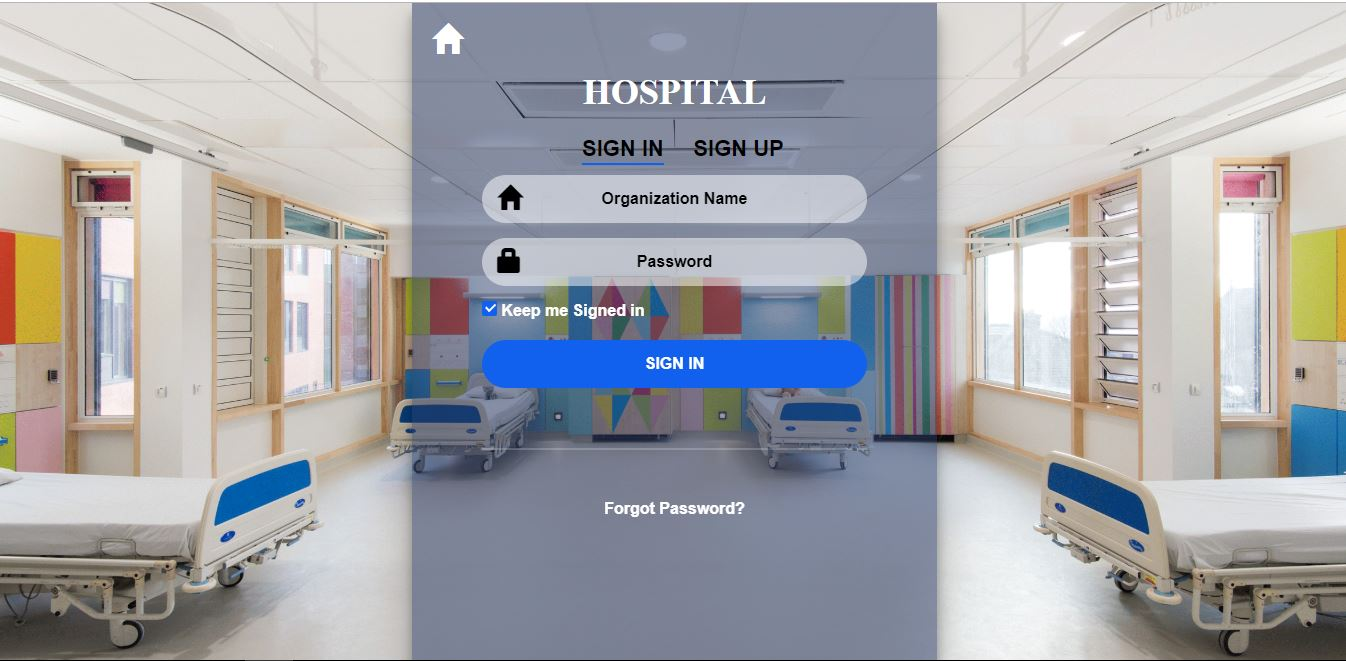 HOSPITAL
SIGN IN SIGN UP
Organization Name
Password
Keep me Signed in
SIGN IN
Forgot Password?